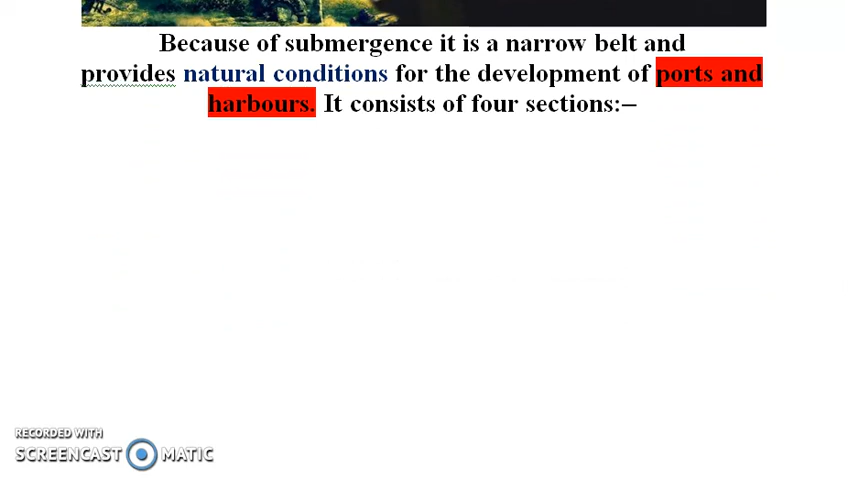 Because of submergence it is a narrow belt and
provides natural conditions for the development of ports and
harbours. It consists of four sections:–
RECORDED WITH
SCREENCAST MATIC